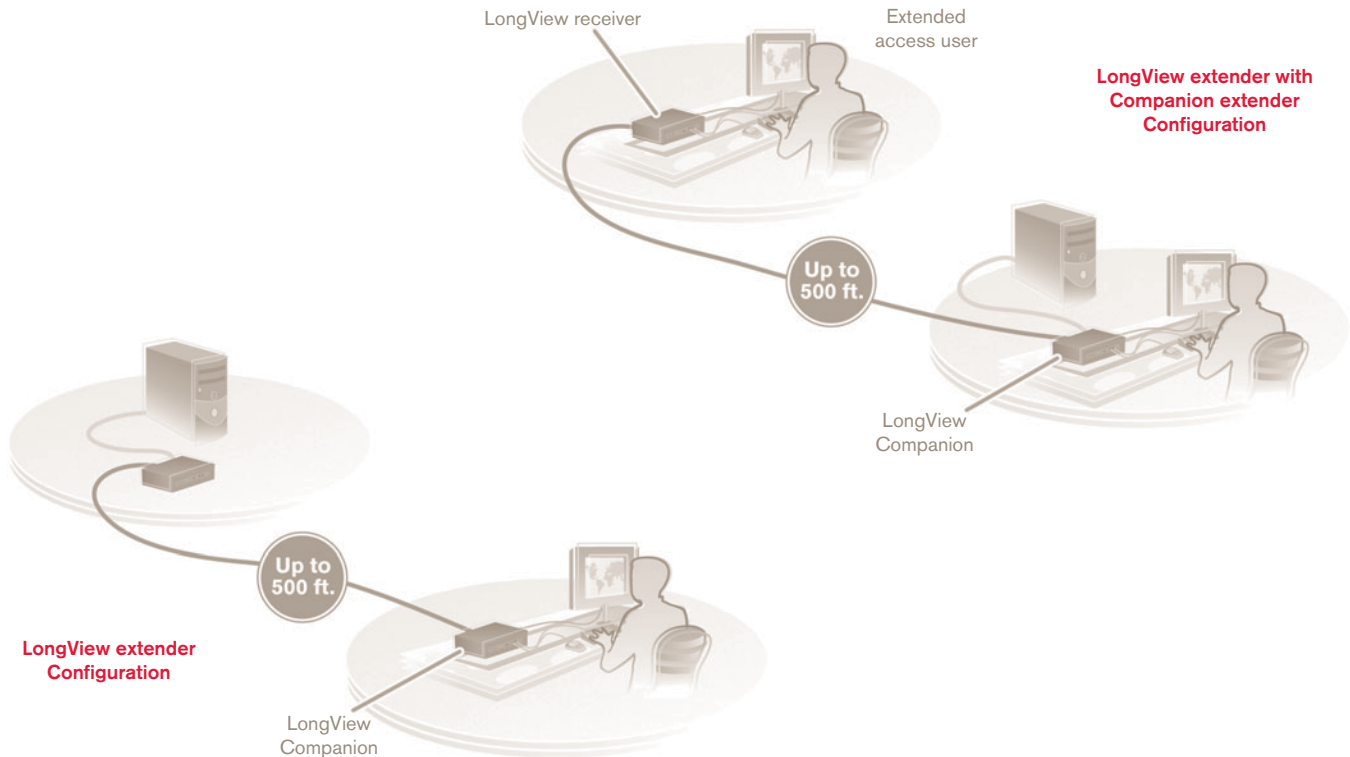 LongView receiver
Extended
access user
LongView extender with
Companion extender
Configuration
Up to
500 ft.
LongView
Companion
Up to
500 ft.
LongView extender
Configuration
LongView
Companion